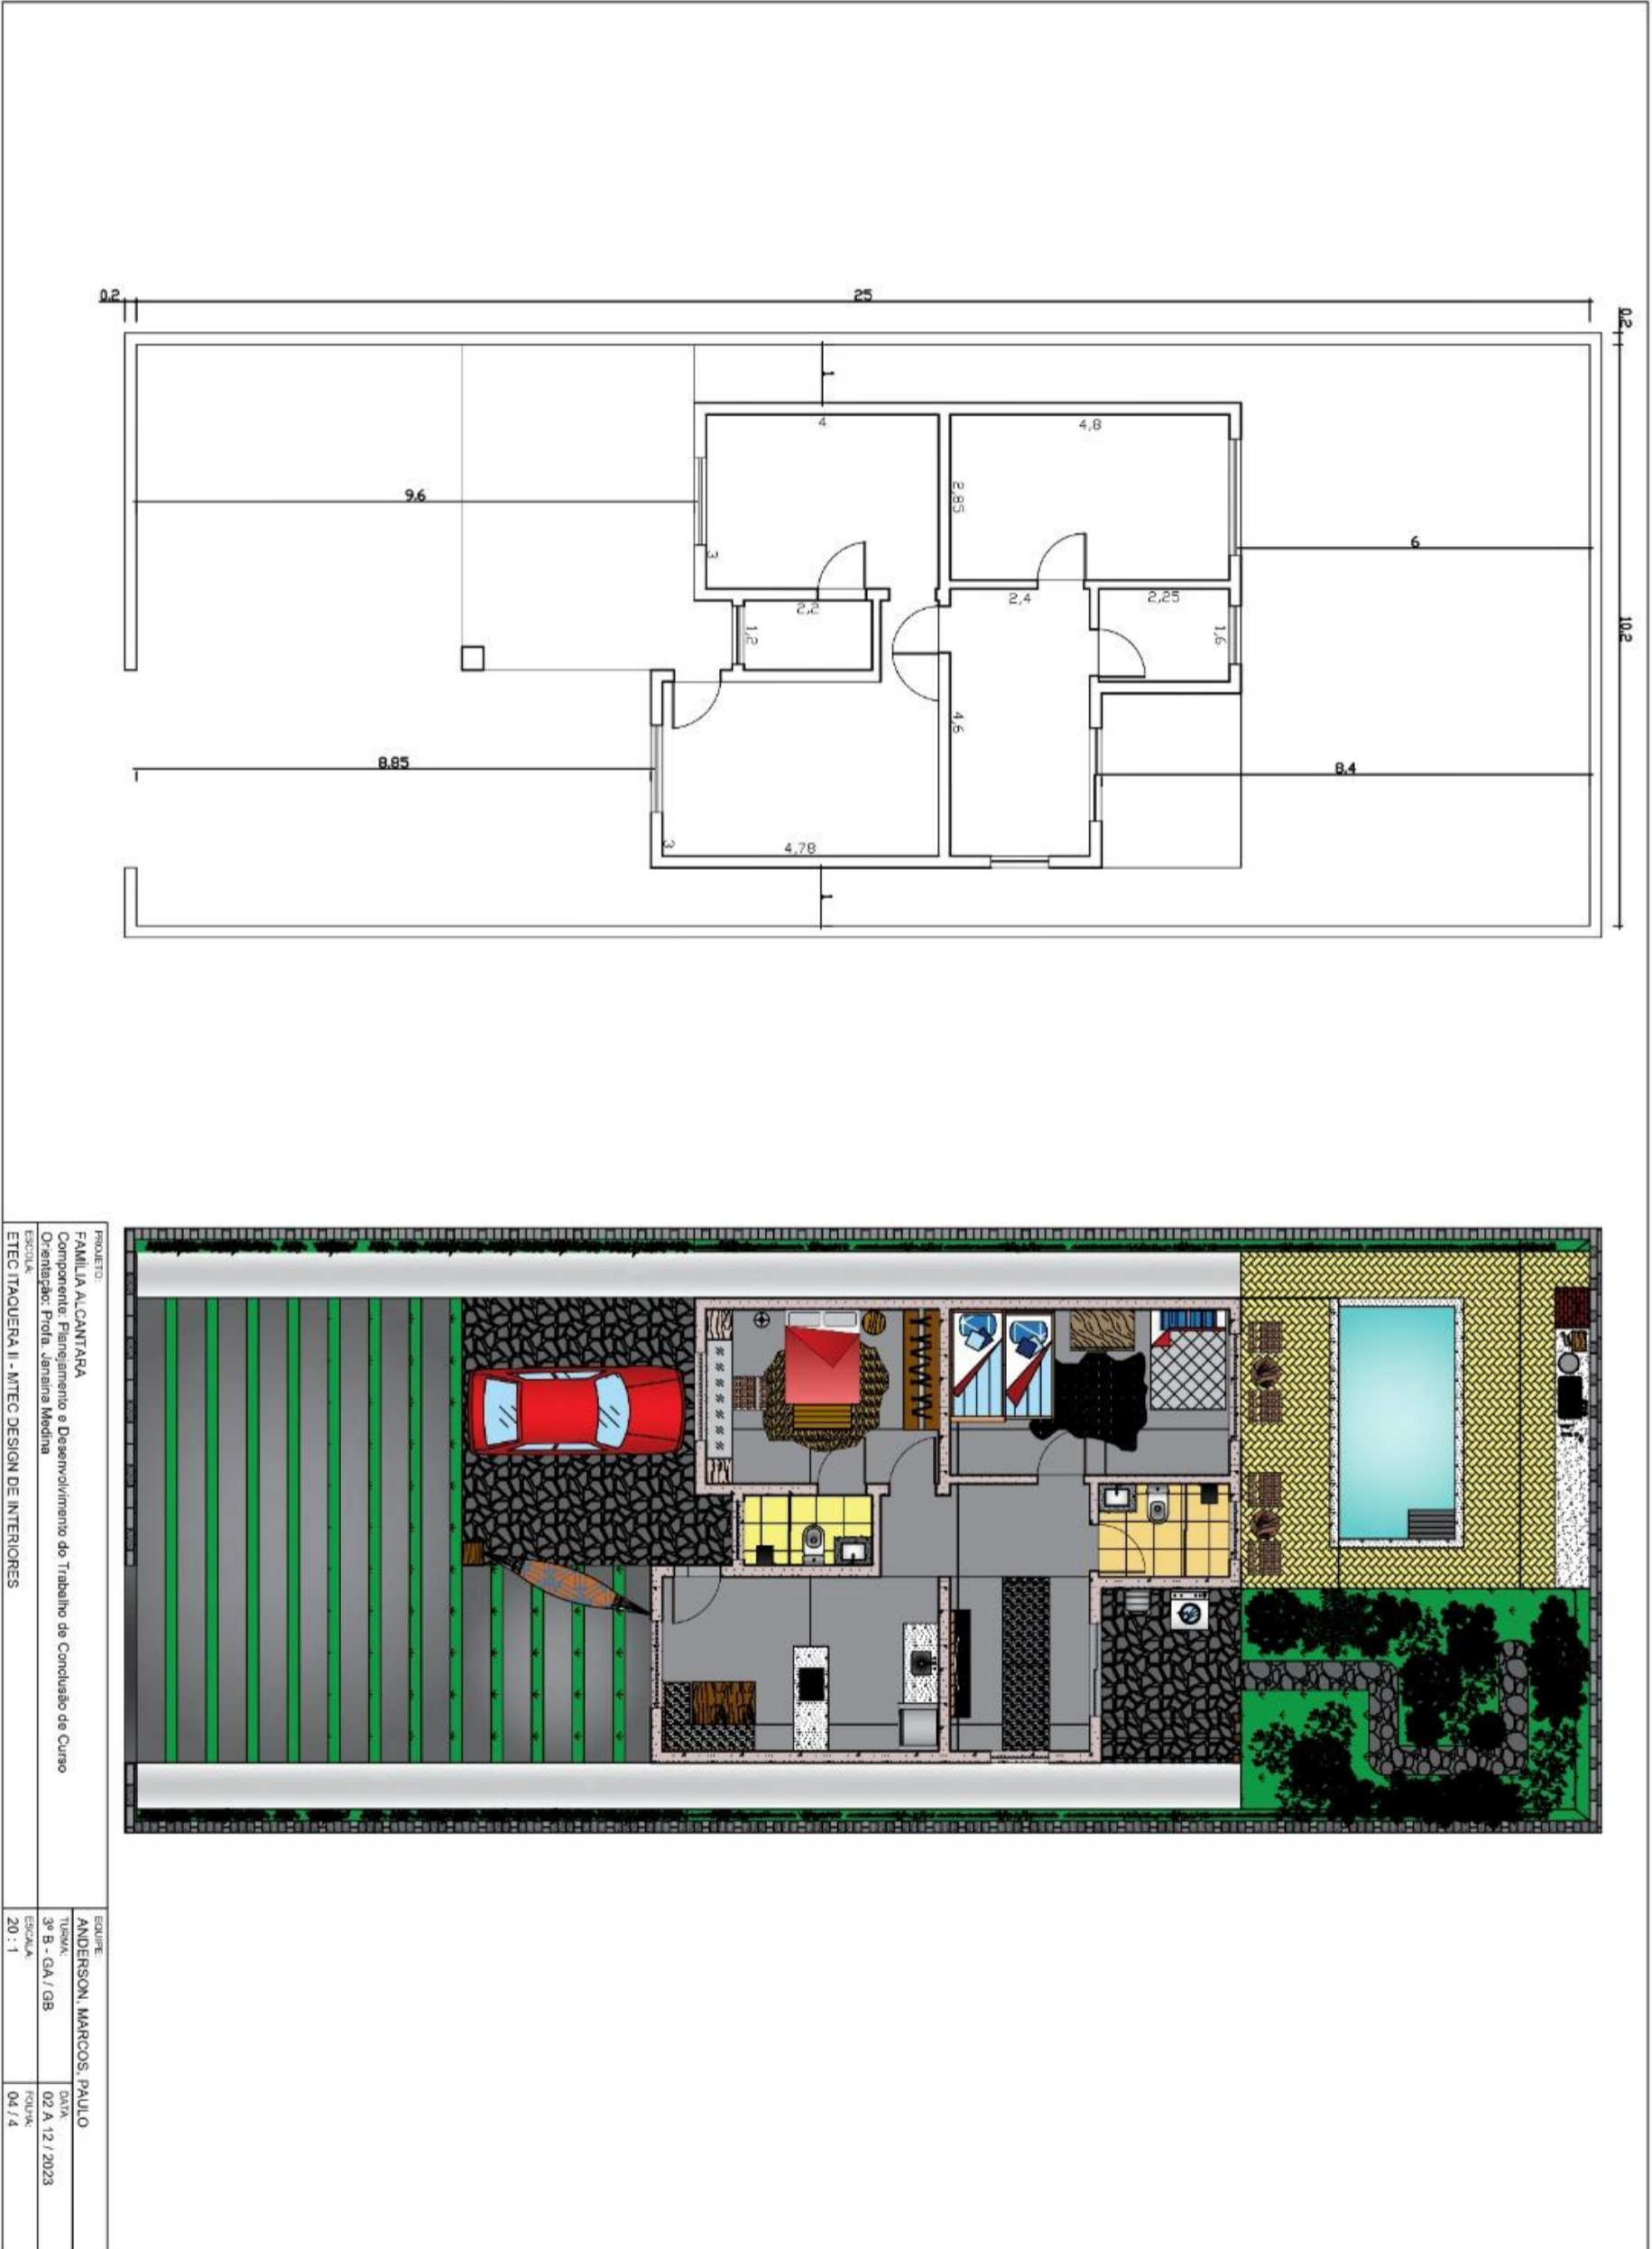 0.2
25
0.2
10.2
1
4
4,8
2,85
9.6
3
6
2,2
1,2
2,4
2,25
1,6
4,6
8.85
8.4
3
4,78
1
PROJETO:
FAMÍLIA ALCANTARA
Componente: Planejamento e Desenvolvimento do Trabalho de Conclusão de Curso
Orientação: Profa. Janaina Medina
ESCOLA:
ETEC ITAQUERA II - MTEC DESIGN DE INTERIORES
EQUIPE:
ANDERSON, MARCOS, PAULO
TURMA:
3º B - GA / GB
DATA:
02 A 12 / 2023
ESCALA:
20 : 1
FOLHA:
04 / 4